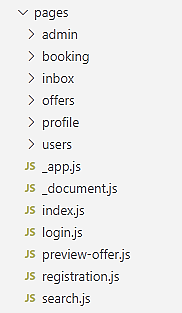 pages
admin
booking
inbox
offers
profile
users
JS _app.js
JS _document.js
JS index.js
JS login.js
JS preview-offer.js
JS registration.js
JS search.js